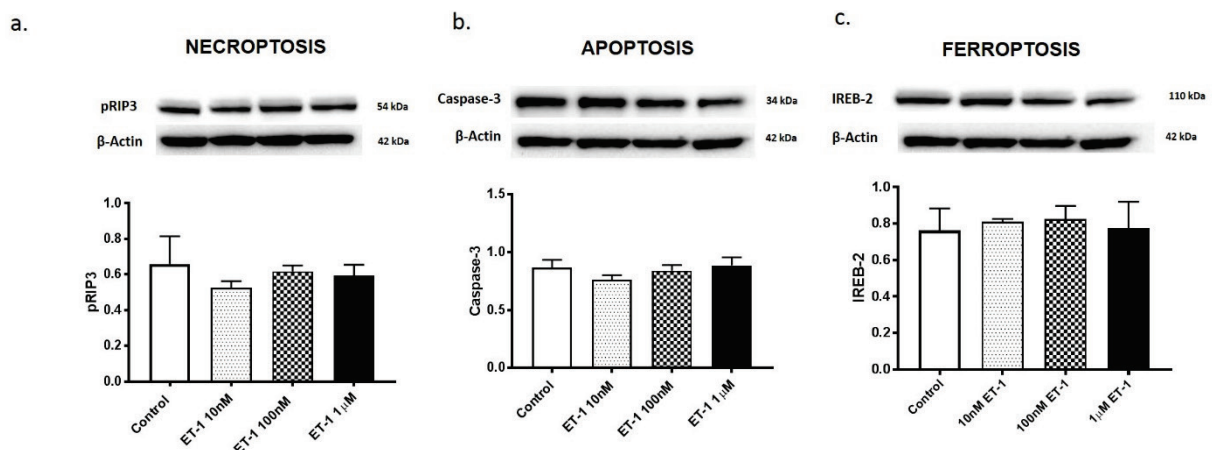 a.
NECROPTOSIS
pRIP3
54 kDa
β-Actin
42 kDa
1.0
0.8
0.6
0.4
0.2
0.0
pRIP3
Control
ET-1 10nM
ET-1 100nM
ET-1 1μM
b.
APOPTOSIS
Caspase-3
34 kDa
β-Actin
42 kDa
1.5
1.0
0.5
0.0
Caspase-3
Control
ET-1 10nM
ET-1 100nM
ET-1 1μM
c.
FERROPTOSIS
IREB-2
110 kDa
β-Actin
42 kDa
1.0
0.8
0.6
0.4
0.2
0.0
IREB-2
Control
10nM ET-1
100nM ET-1
1μM ET-1